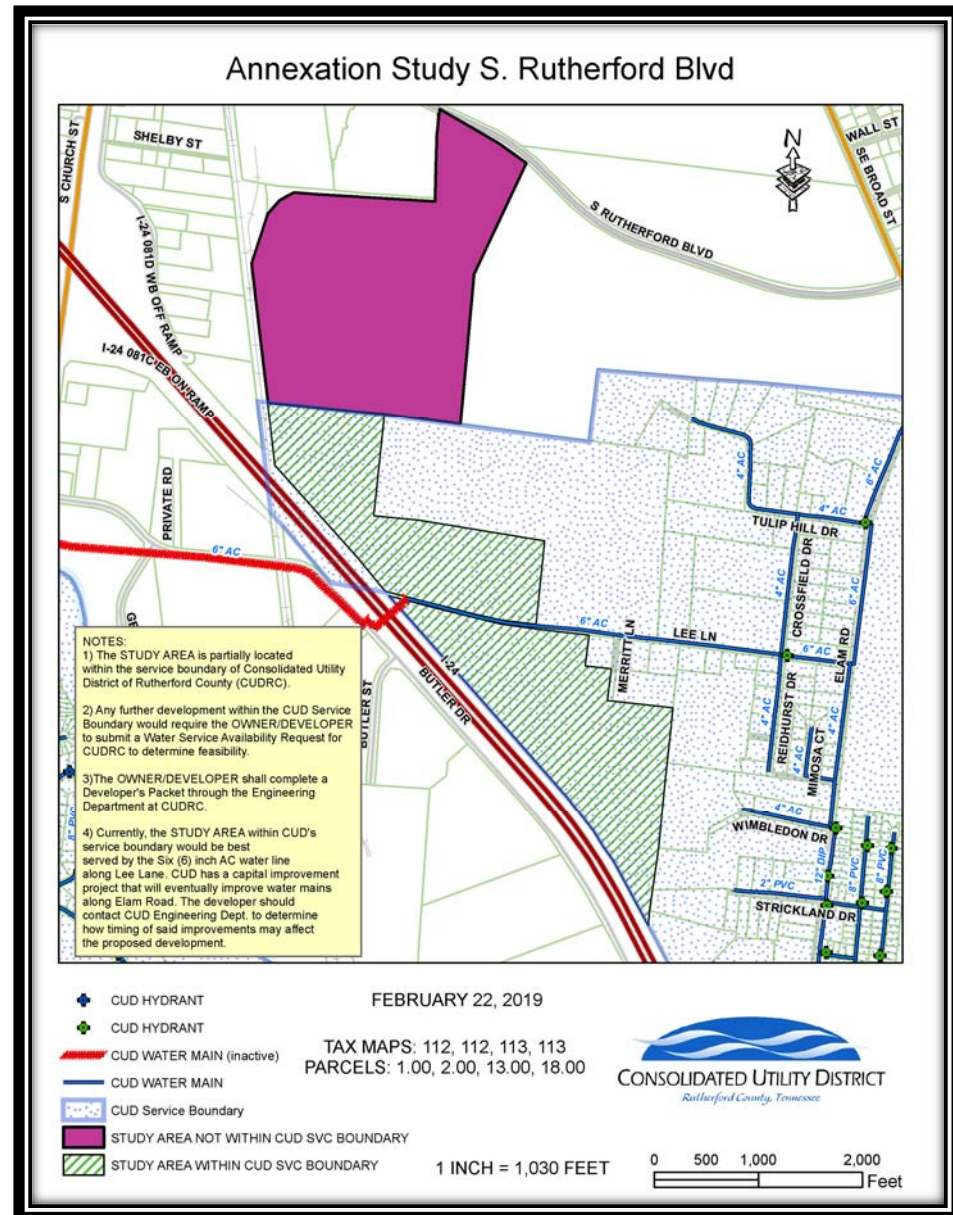 Annexation Study S. Rutherford Blvd
S CHURCH ST
SHELBY ST
WALL ST
SE BROAD ST
N
S RUTHERFORD BLVD
I-24 081D WB OFF RAMP
I-24 081C EB ON RAMP
PRIVATE RD
6" AC
4" AC
6" AC
4" AC
TULIP HILL DR
CROSSFIELD DR
4" AC
6" AC
6" AC
MERRITT LN
LEE LN
6" AC
ELAM RD
I-24
BUTLER DR
BUTLER ST
REIDHURST DR
4" AC
4" AC
4" AC
MIMOSA CT
4" AC
WIMBLEDON DR
12" DIP
8" PVC
8" PVC
2" PVC
STRICKLAND DR
8" PVC
NOTES:
1) The STUDY AREA is partially located
within the service boundary of Consolidated Utility
District of Rutherford County (CUDRC).
2) Any further development within the CUD Service
Boundary would require the OWNER/DEVELOPER
to submit a Water Service Availability Request for
CUDRC to determine feasibility.
3)The OWNER/DEVELOPER shall complete a
Developer's Packet through the Engineering
Department at CUDRC.
4) Currently, the STUDY AREA within CUD's
service boundary would be best
served by the Six (6) inch AC water line
along Lee Lane. CUD has a capital improvement
project that will eventually improve water mains
along Elam Road. The developer should
contact CUD Engineering Dept. to determine
how timing of said improvements may affect
the proposed development.
CUD HYDRANT
CUD HYDRANT
CUD WATER MAIN (inactive)
CUD WATER MAIN
CUD Service Boundary
STUDY AREA NOT WITHIN CUD SVC BOUNDARY
STUDY AREA WITHIN CUD SVC BOUNDARY
FEBRUARY 22, 2019
TAX MAPS: 112, 112, 113, 113
PARCELS: 1.00, 2.00, 13.00, 18.00
CONSOLIDATED UTILITY DISTRICT
Rutherford County, Tennessee
1 INCH = 1,030 FEET
0 500 1,000 2,000
Feet